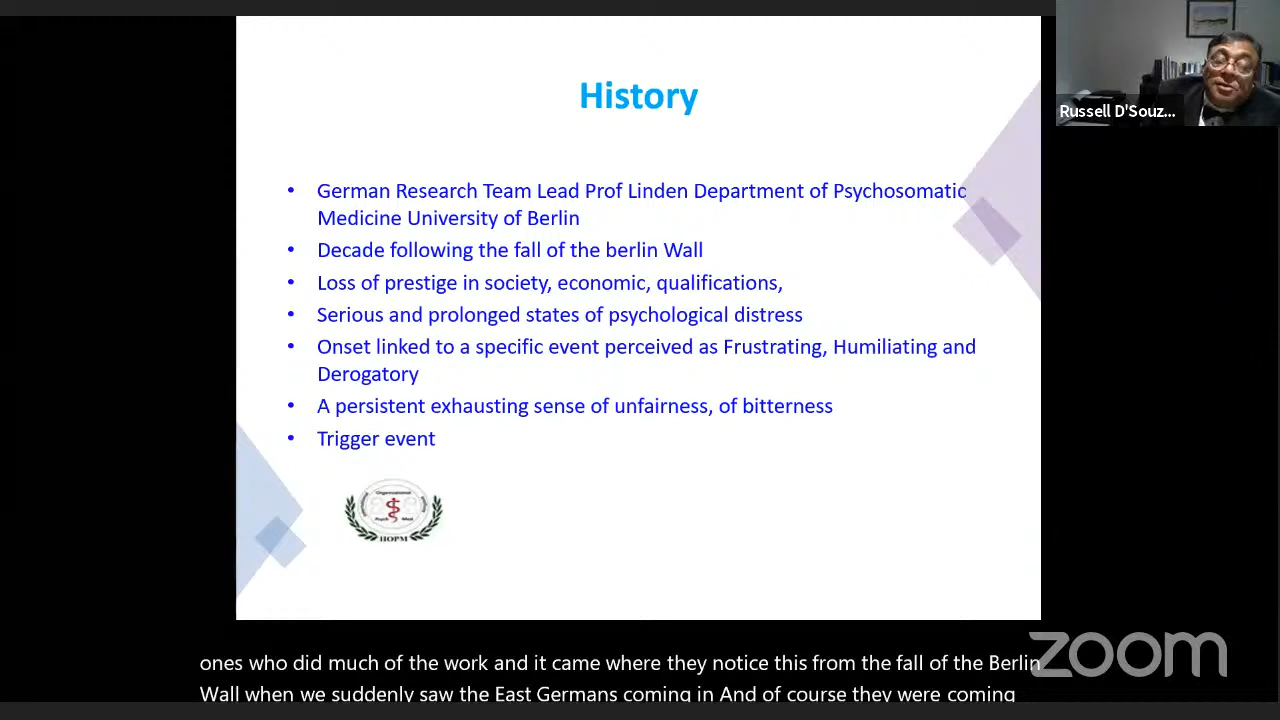 History
Russell D'Souz...
• German Research Team Lead Prof Linden Department of Psychosomatic
Medicine University of Berlin
• Decade following the fall of the berlin Wall
• Loss of prestige in society, economic, qualifications,
• Serious and prolonged states of psychological distress
• Onset linked to a specific event perceived as Frustrating, Humiliating and
Derogatory
• A persistent exhausting sense of unfairness, of bitterness
• Trigger event
Organizational
Psych Med
IIOPM
zoom
ones who did much of the work and it came where they notice this from the fall of the Berlin
Wall when we suddenly saw the East Germans coming in And of course they were coming